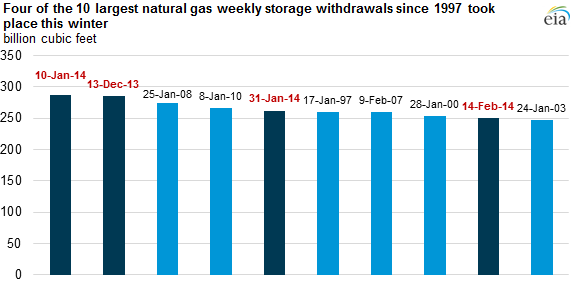 Four of the 10 largest natural gas weekly storage withdrawals since 1997 took
place this winter
billion cubic feet
eia
350
300
250
200
150
100
50
0
10-Jan-14
13-Dec-13
25-Jan-08
8-Jan-10
31-Jan-14
17-Jan-97
9-Feb-07
28-Jan-00
14-Feb-14
24-Jan-03